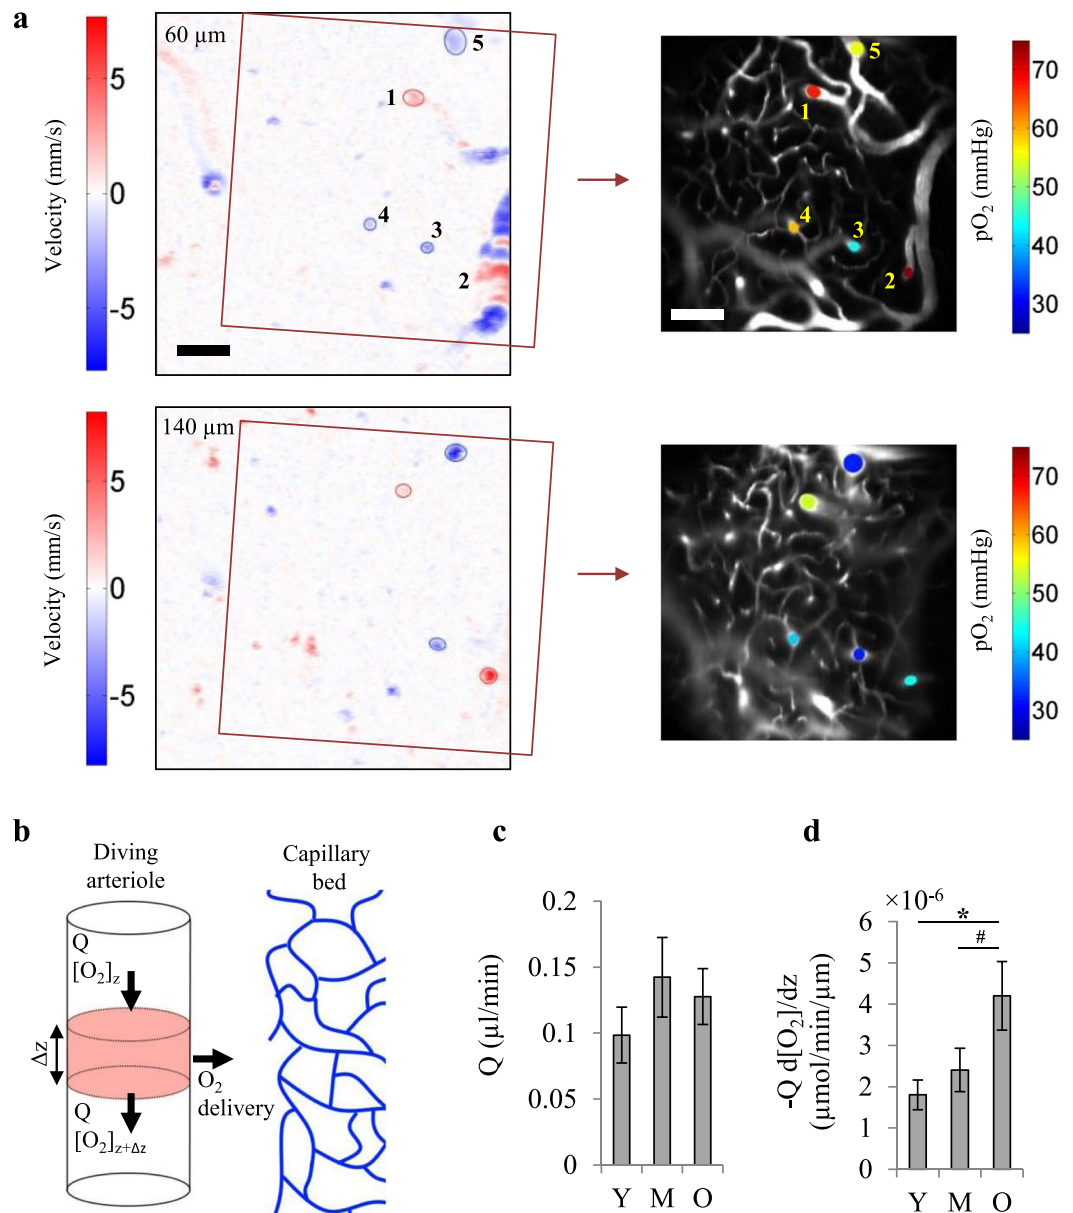 a
60 µm
5
0
-5
Velocity (mm/s)
5
1
4
3
2
5
1
4
3
2
70
60
50
40
30
pO2 (mmHg)
140 µm
5
0
-5
Velocity (mm/s)
70
60
50
40
30
pO2 (mmHg)
b
Diving
arteriole
Capillary
bed
Q
[O2]z
Δz
O2
delivery
Q
[O2]z+Δz
c
0.2
0.15
0.1
0.05
0
Q (µl/min)
Y M O
d
×10-6
6
5
4
3
2
1
0
*
#
-Q d[O2]/dz
(µmol/min/µm)
Y M O